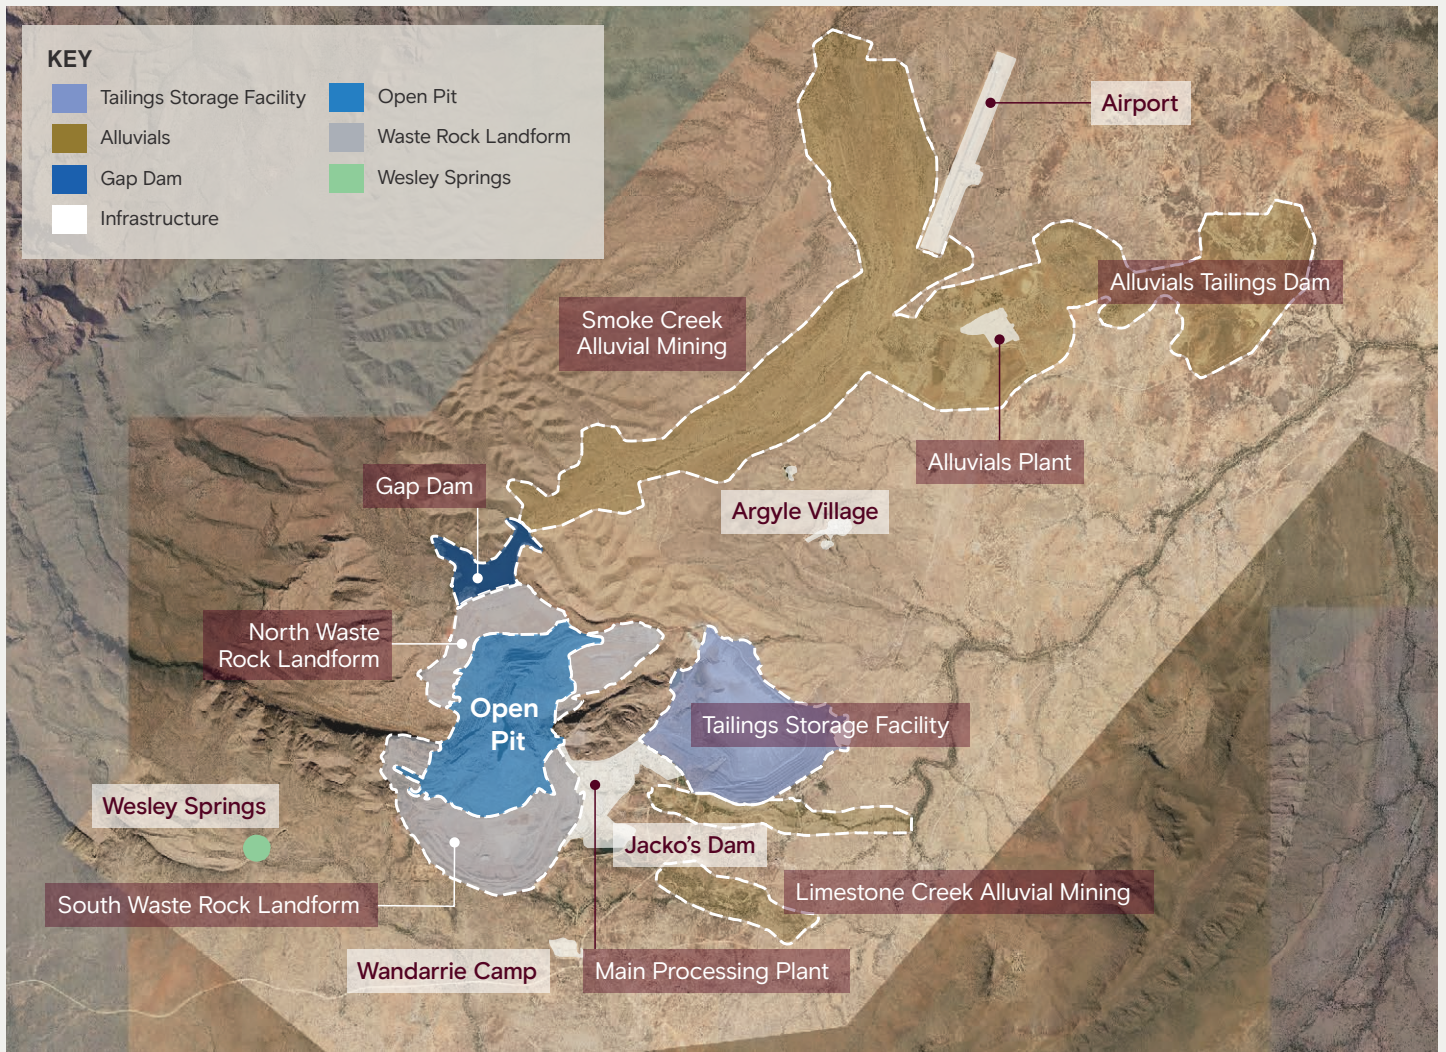 KEY
Tailings Storage Facility
Open Pit
Alluvials
Waste Rock Landform
Gap Dam
Wesley Springs
Infrastructure
Airport
Alluvials Tailings Dam
Smoke Creek
Alluvial Mining
Alluvials Plant
Gap Dam
Argyle Village
North Waste
Rock Landform
Open
Pit
Tailings Storage Facility
Wesley Springs
Jacko’s Dam
Limestone Creek Alluvial Mining
South Waste Rock Landform
Wandarrie Camp
Main Processing Plant